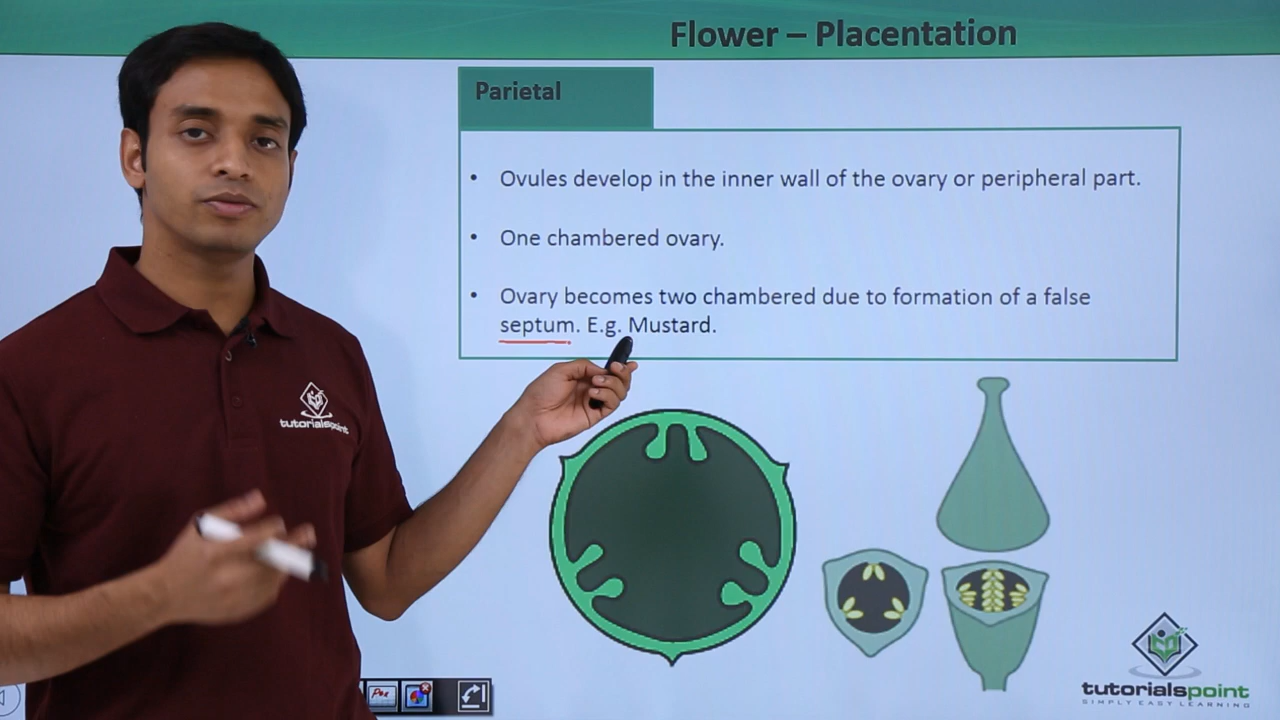 Flower – Placentation
Parietal
• Ovules develop in the inner wall of the ovary or peripheral part.
• One chambered ovary.
• Ovary becomes two chambered due to formation of a false
septum. E.g. Mustard.
tutorialspoint
Pen
tutorialspoint
SIMPLY EASY LEARNING